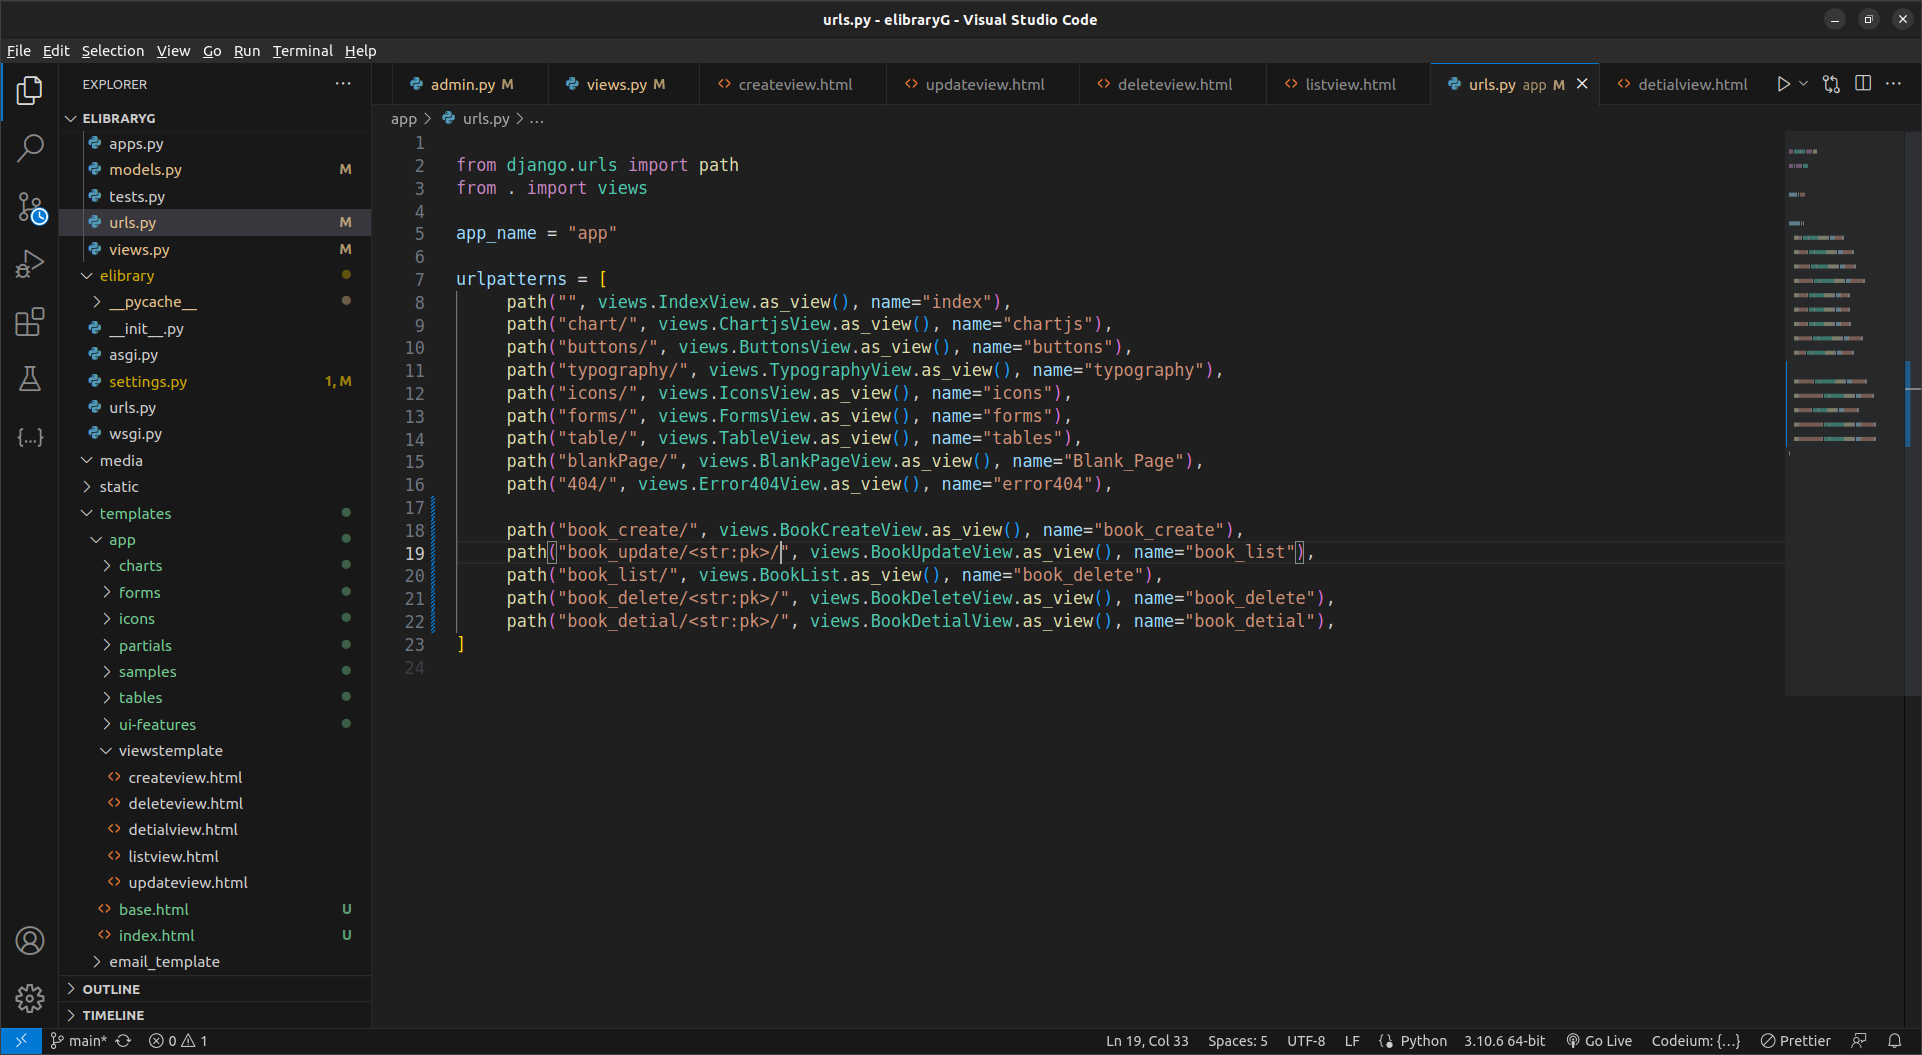 urls.py - elibraryG - Visual Studio Code
File Edit Selection View Go Run Terminal Help
EXPLORER
admin.py M views.py M createview.html updateview.html deleteview.html listview.html urls.py app M detialview.html
app > urls.py > ...
ELIBRARYG
apps.py
models.py M
tests.py
urls.py M
views.py M
elibrary
__pycache__
__init__.py
asgi.py
settings.py 1, M
urls.py
wsgi.py
media
static
templates
app
charts
forms
icons
partials
samples
tables
ui-features
viewstemplate
createview.html
deleteview.html
detialview.html
listview.html
updateview.html
base.html U
index.html U
email_template
OUTLINE
TIMELINE
1
2 from django.urls import path
3 from . import views
4
5 app_name = "app"
6
7 urlpatterns = [
8 path("", views.IndexView.as_view(), name="index"),
9 path("chart/", views.ChartjsView.as_view(), name="chartjs"),
10 path("buttons/", views.ButtonsView.as_view(), name="buttons"),
11 path("typography/", views.TypographyView.as_view(), name="typography"),
12 path("icons/", views.IconsView.as_view(), name="icons"),
13 path("forms/", views.FormsView.as_view(), name="forms"),
14 path("table/", views.TableView.as_view(), name="tables"),
15 path("blankPage/", views.BlankPageView.as_view(), name="Blank_Page"),
16 path("404/", views.Error404View.as_view(), name="error404"),
17
18 path("book_create/", views.BookCreateView.as_view(), name="book_create"),
19 path("book_update/<str:pk>/", views.BookUpdateView.as_view(), name="book_list"),
20 path("book_list/", views.BookList.as_view(), name="book_delete"),
21 path("book_delete/<str:pk>/", views.BookDeleteView.as_view(), name="book_delete"),
22 path("book_detial/<str:pk>/", views.BookDetialView.as_view(), name="book_detial"),
23 ]
24
main* 0 1 Ln 19, Col 33 Spaces: 5 UTF-8 LF Python 3.10.6 64-bit Go Live Codeium: {...} Prettier